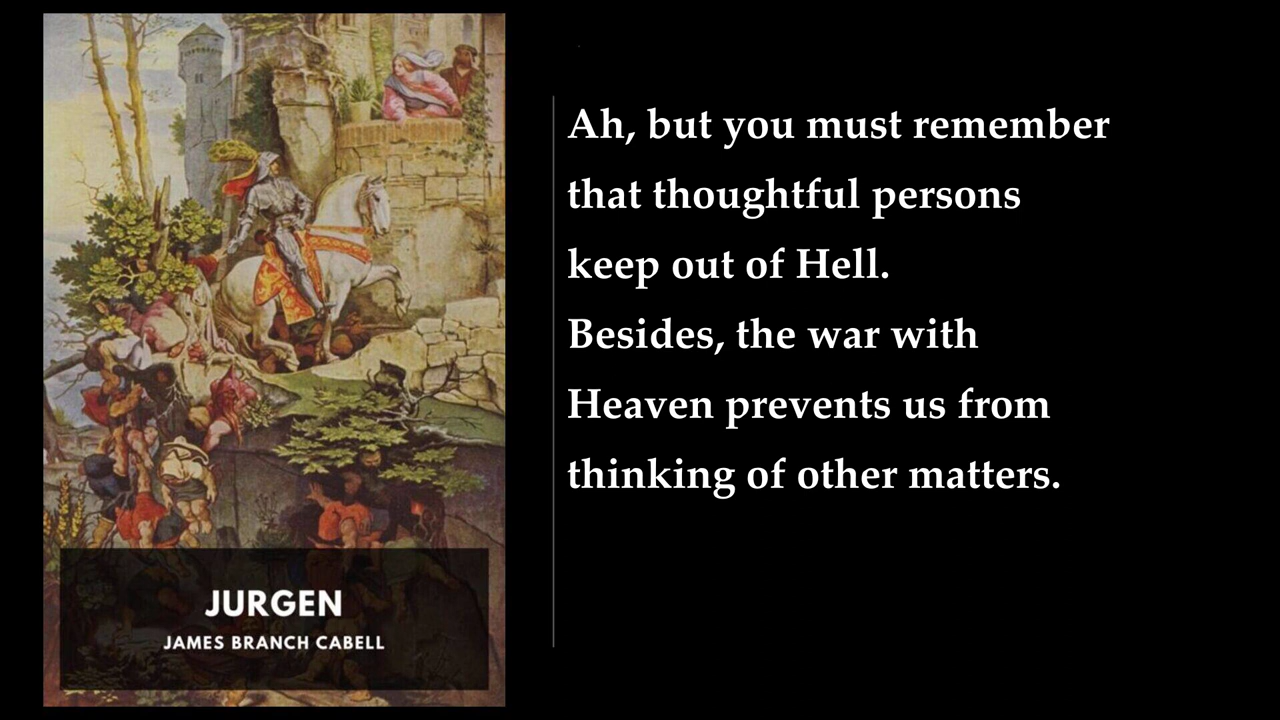 JURGEN
JAMES BRANCH CABELL
Ah, but you must remember
that thoughtful persons
keep out of Hell.
Besides, the war with
Heaven prevents us from
thinking of other matters.